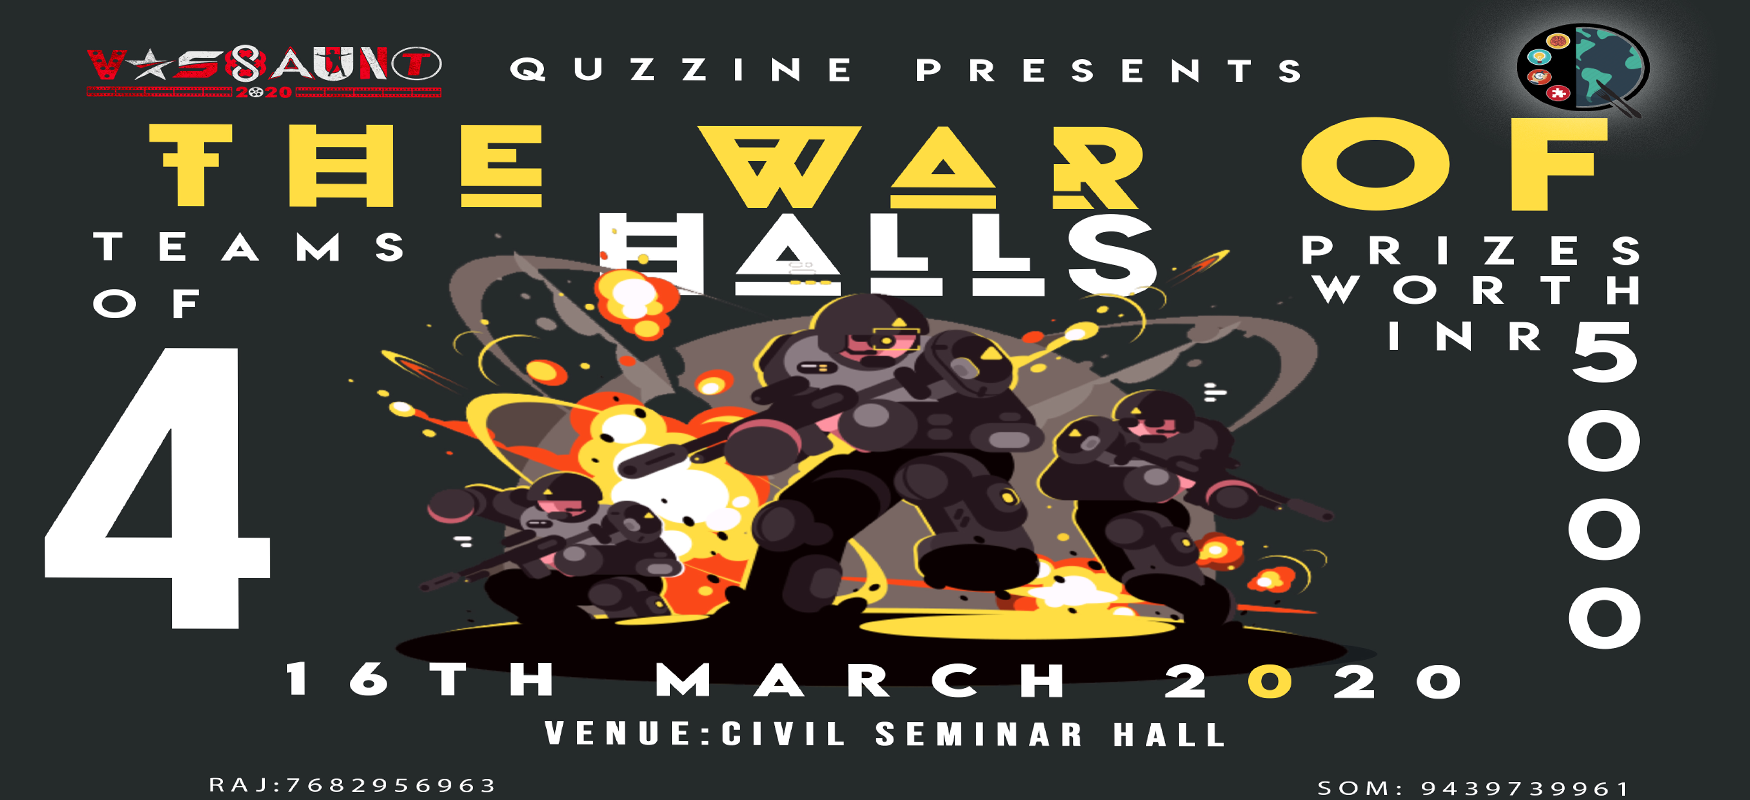 VASSAUNT
2020
QUZZINE PRESENTS
THE WAR OF
HALLS
TEAMS
OF
4
PRIZES
WORTH
INR 5
0
0
0
16TH MARCH 2020
VENUE:CIVIL SEMINAR HALL
RAJ:7682956963
SOM: 9439739961